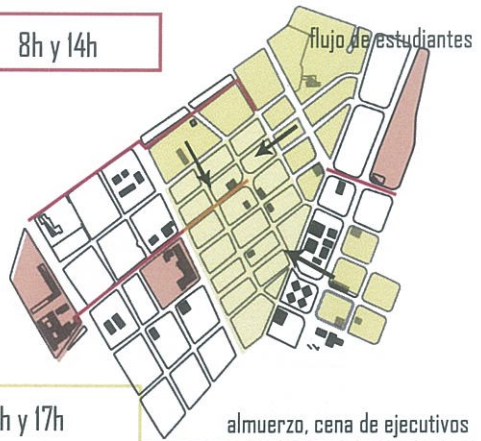 8h y 14h
flujo de estudiantes
h y 17h
almuerzo, cena de ejecutivos